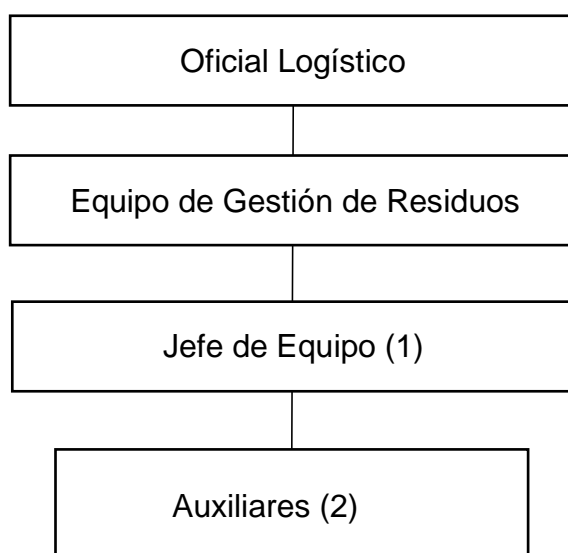 Oficial Logístico
Equipo de Gestión de Residuos
Jefe de Equipo (1)
Auxiliares (2)